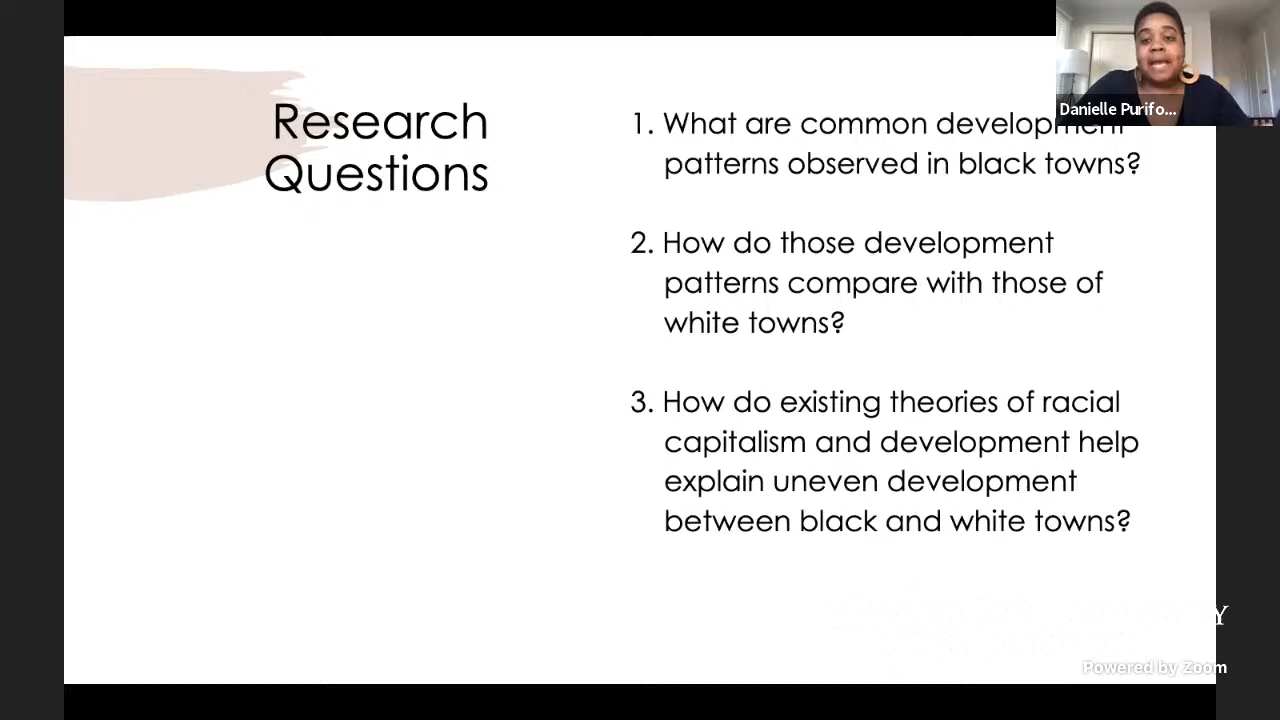 Research
Questions
1. What are common development
patterns observed in black towns?
2. How do those development
patterns compare with those of
white towns?
3. How do existing theories of racial
capitalism and development help
explain uneven development
between black and white towns?
Danielle Purifo...
Y
Powered by Zoom